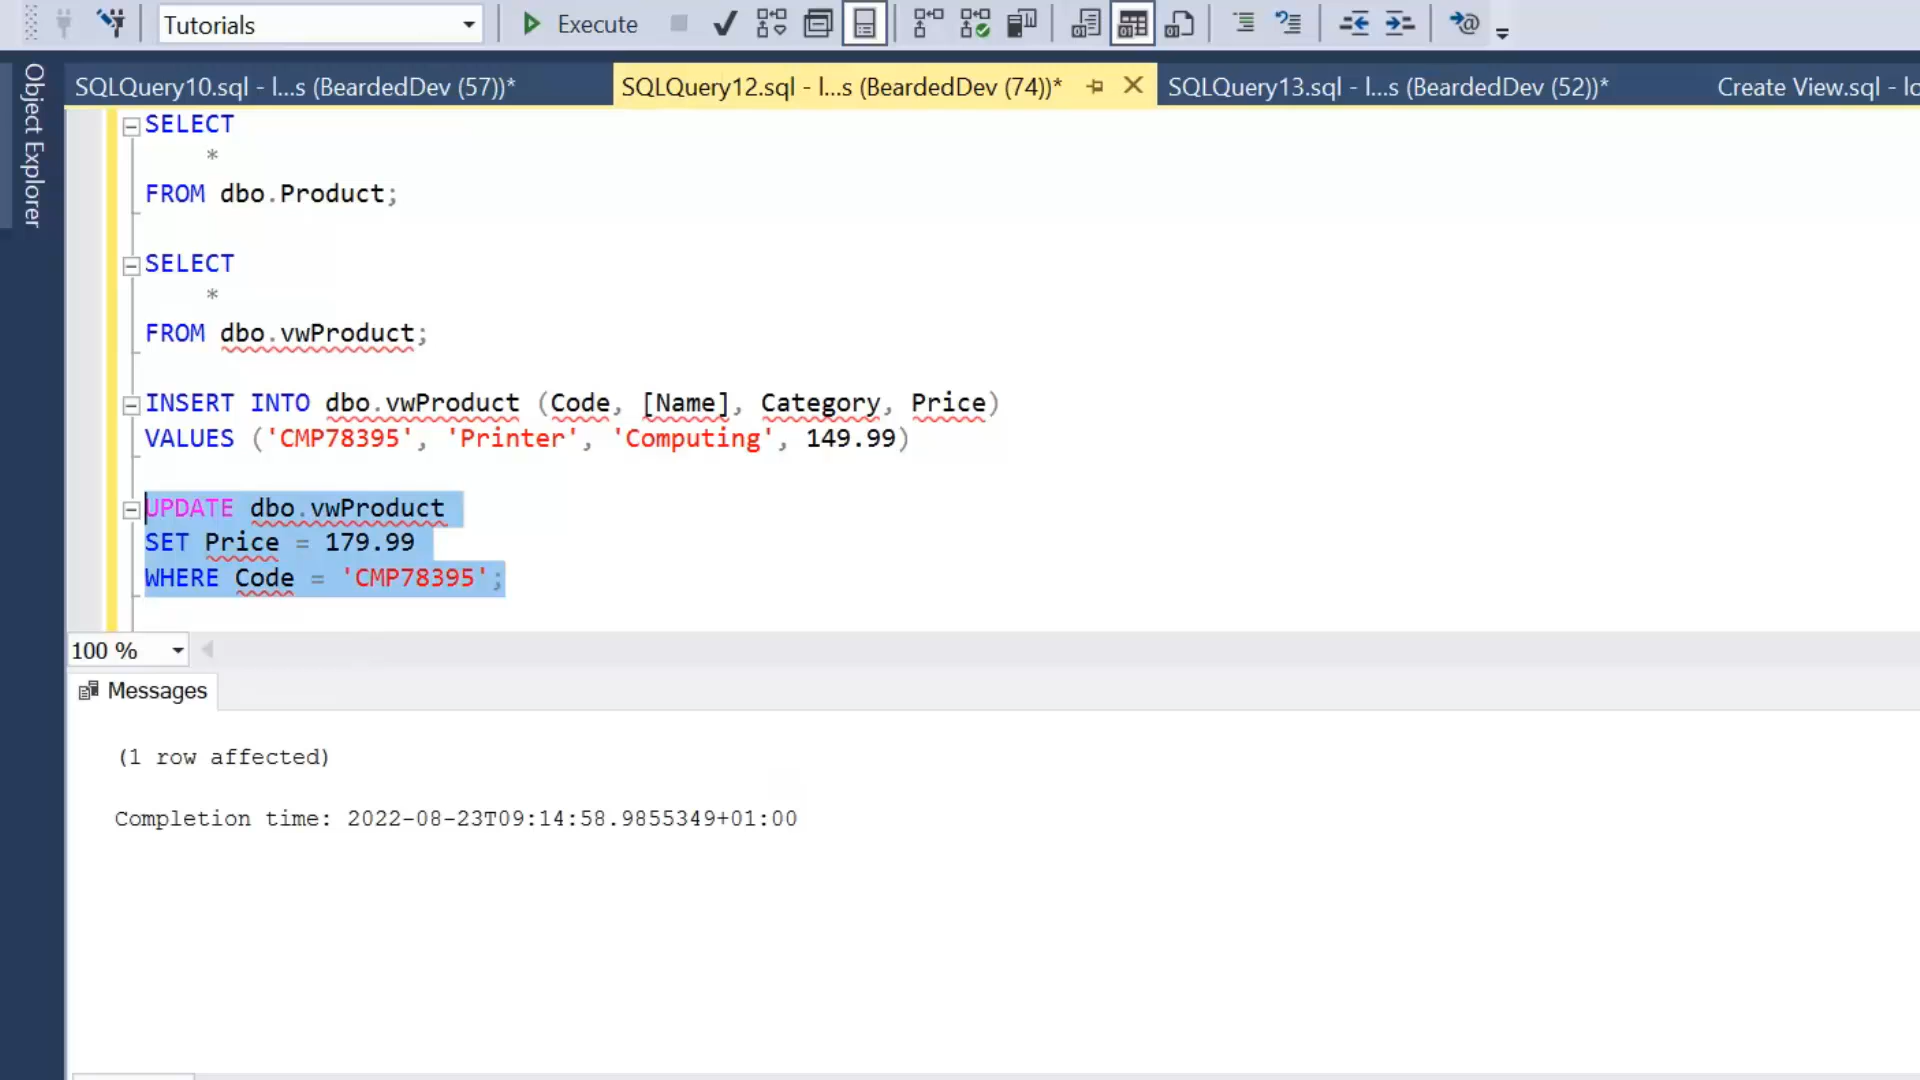 Tutorials
Execute
Object Explorer
SQLQuery10.sql - l...s (BeardedDev (57))*
SQLQuery12.sql - l...s (BeardedDev (74))*
SQLQuery13.sql - l...s (BeardedDev (52))*
Create View.sql - lo
SELECT
*
FROM dbo.Product;
SELECT
*
FROM dbo.vwProduct;
INSERT INTO dbo.vwProduct (Code, [Name], Category, Price)
VALUES ('CMP78395', 'Printer', 'Computing', 149.99)
UPDATE dbo.vwProduct
SET Price = 179.99
WHERE Code = 'CMP78395';
100 %
Messages
(1 row affected)
Completion time: 2022-08-23T09:14:58.9855349+01:00